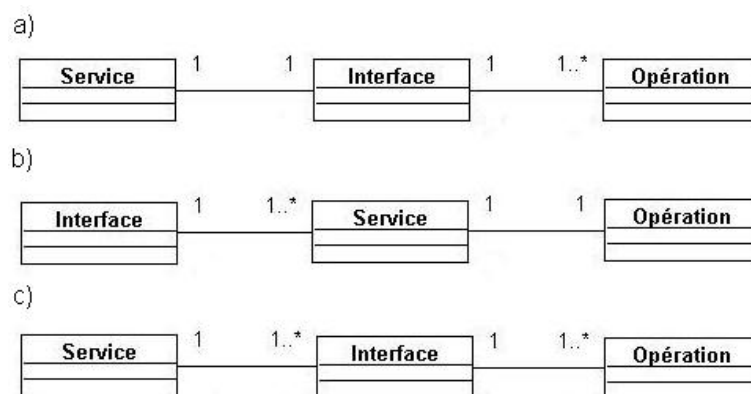 a)
Service 1 1 Interface 1 1..* Opération
b)
Interface 1 1..* Service 1 1 Opération
c)
Service 1 1..* Interface 1 1..* Opération